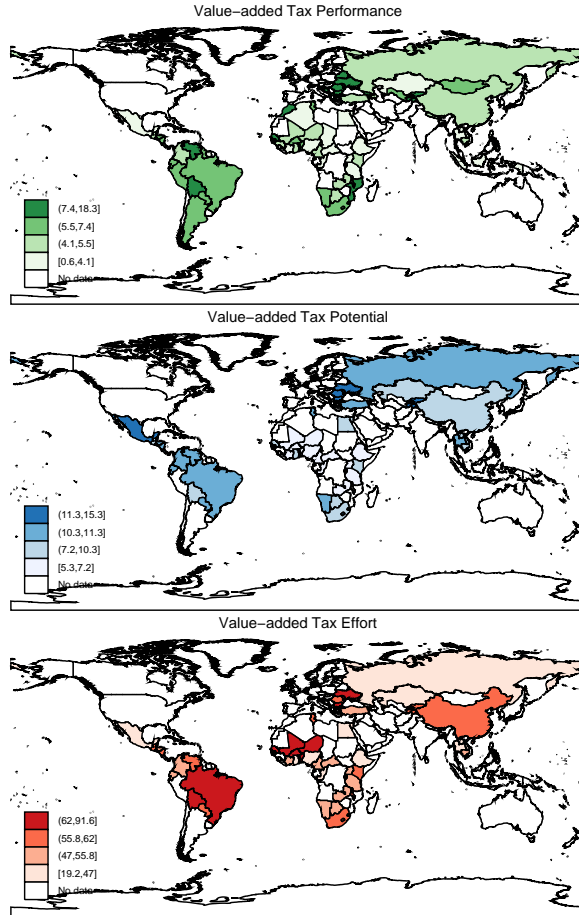 Value−added Tax Performance
(7.4,18.3]
(5.5,7.4]
(4.1,5.5]
[0.6,4.1]
No data
Value−added Tax Potential
(11.3,15.3]
(10.3,11.3]
(7.2,10.3]
[5.3,7.2]
No data
Value−added Tax Effort
(62,91.6]
(55.8,62]
(47,55.8]
[19.2,47]
No data